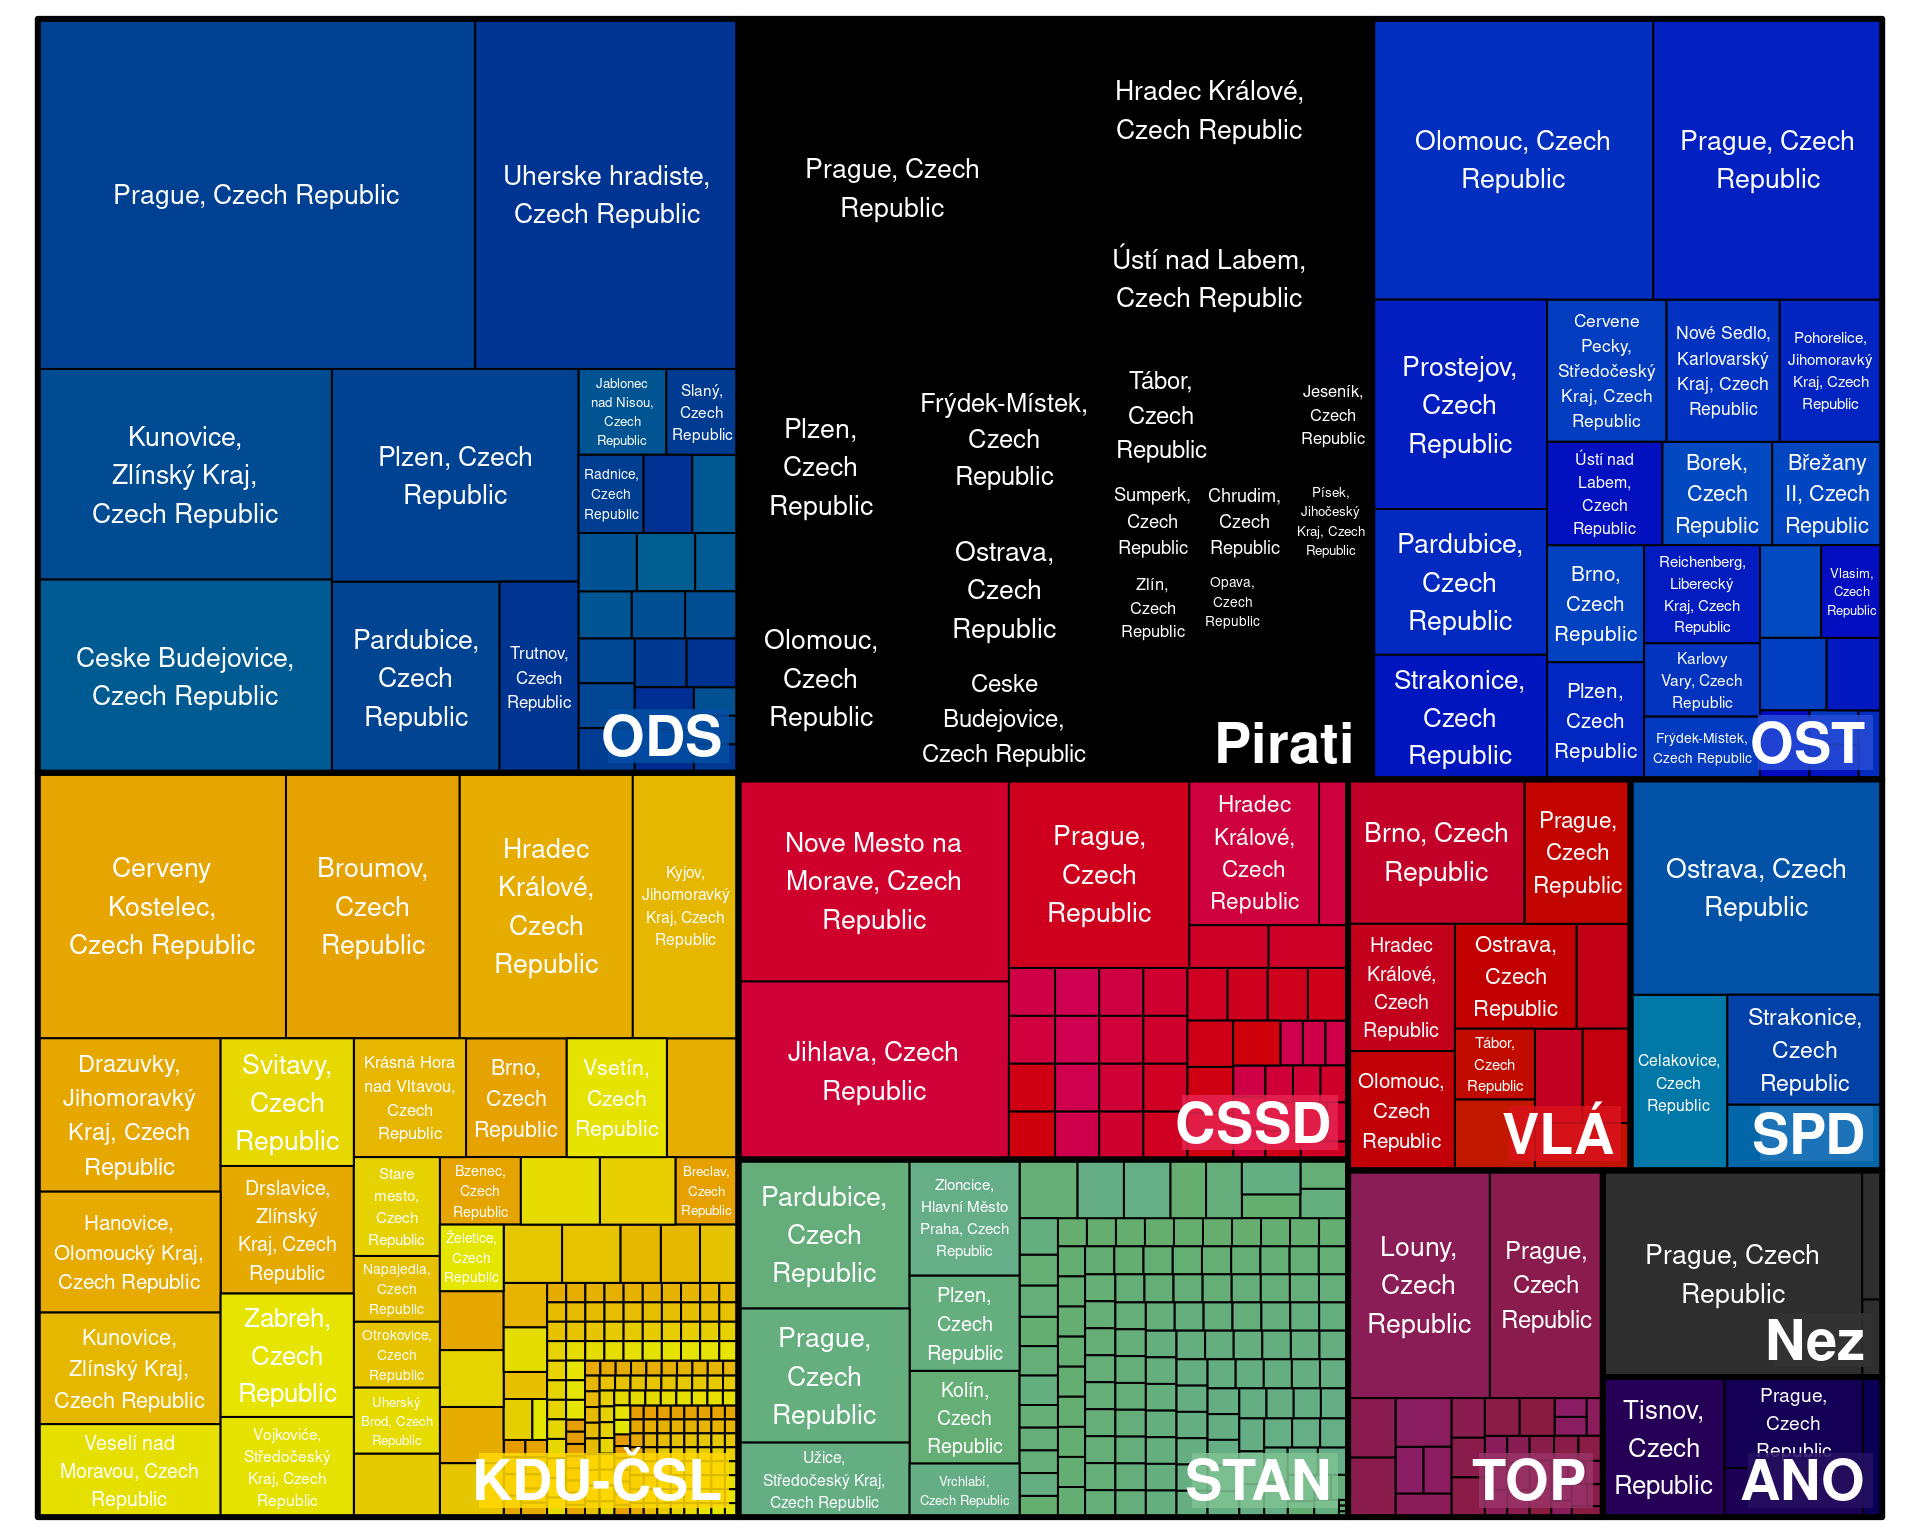 Prague, Czech Republic
Uherske hradiste,
Czech Republic
Kunovice,
Zlínský Kraj,
Czech Republic
Plzen, Czech
Republic
Jablonec
nad Nisou,
Czech
Republic
Slaný,
Czech
Republic
Radnice,
Czech
Republic
Ceske Budejovice,
Czech Republic
Pardubice,
Czech
Republic
Trutnov,
Czech
Republic
ODS
Prague, Czech
Republic
Hradec Králové,
Czech Republic
Ústí nad Labem,
Czech Republic
Plzen,
Czech
Republic
Frýdek-Místek,
Czech
Republic
Tábor,
Czech
Republic
Jeseník,
Czech
Republic
Sumperk,
Czech
Republic
Chrudim,
Czech
Republic
Písek,
Jihočeský
Kraj, Czech
Republic
Ostrava,
Czech
Republic
Zlín,
Czech
Republic
Opava,
Czech
Republic
Olomouc,
Czech
Republic
Ceske
Budejovice,
Czech Republic
Pirati
Olomouc, Czech
Republic
Prague, Czech
Republic
Prostejov,
Czech
Republic
Cervene
Pecky,
Středočeský
Kraj, Czech
Republic
Nové Sedlo,
Karlovarský
Kraj, Czech
Republic
Pohorelice,
Jihomoravký
Kraj, Czech
Republic
Ústí nad
Labem,
Czech
Republic
Borek,
Czech
Republic
Břežany
II, Czech
Republic
Pardubice,
Czech
Republic
Brno,
Czech
Republic
Reichenberg,
Liberecký
Kraj, Czech
Republic
Vlasim,
Czech
Republic
Strakonice,
Czech
Republic
Plzen,
Czech
Republic
Karlovy
Vary, Czech
Republic
Frýdek-Místek,
Czech Republic
OST
Cerveny
Kostelec,
Czech Republic
Broumov,
Czech
Republic
Hradec
Králové,
Czech
Republic
Kyjov,
Jihomoravký
Kraj, Czech
Republic
Drazuvky,
Jihomoravký
Kraj, Czech
Republic
Svitavy,
Czech
Republic
Krásná Hora
nad Vltavou,
Czech
Republic
Brno,
Czech
Republic
Vsetín,
Czech
Republic
Hanovice,
Olomoucký Kraj,
Czech Republic
Drslavice,
Zlínský
Kraj, Czech
Republic
Stare
mesto,
Czech
Republic
Bzenec,
Czech
Republic
Breclav,
Czech
Republic
Želetice,
Czech
Republic
Napajedla,
Czech
Republic
Kunovice,
Zlínský Kraj,
Czech Republic
Zabreh,
Czech
Republic
Otrokovice,
Czech
Republic
Uherský
Brod, Czech
Republic
Veselí nad
Moravou, Czech
Republic
Vojkoviće,
Středočeský
Kraj, Czech
Republic
KDU-ČSL
Nove Mesto na
Morave, Czech
Republic
Prague,
Czech
Republic
Hradec
Králové,
Czech
Republic
Jihlava, Czech
Republic
CSSD
Brno, Czech
Republic
Prague,
Czech
Republic
Hradec
Králové,
Czech
Republic
Ostrava,
Czech
Republic
Tábor,
Czech
Republic
Olomouc,
Czech
Republic
VLÁ
Ostrava, Czech
Republic
Celakovice,
Czech
Republic
Strakonice,
Czech
Republic
SPD
Pardubice,
Czech
Republic
Zloncice,
Hlavní Město
Praha, Czech
Republic
Prague,
Czech
Republic
Plzen,
Czech
Republic
Kolín,
Czech
Republic
Užice,
Středočeský Kraj,
Czech Republic
Vrchlabí,
Czech Republic
STAN
Louny,
Czech
Republic
Prague,
Czech
Republic
TOP
Prague, Czech
Republic
Nez
Tisnov,
Czech
Republic
Prague,
Czech
Republic
ANO